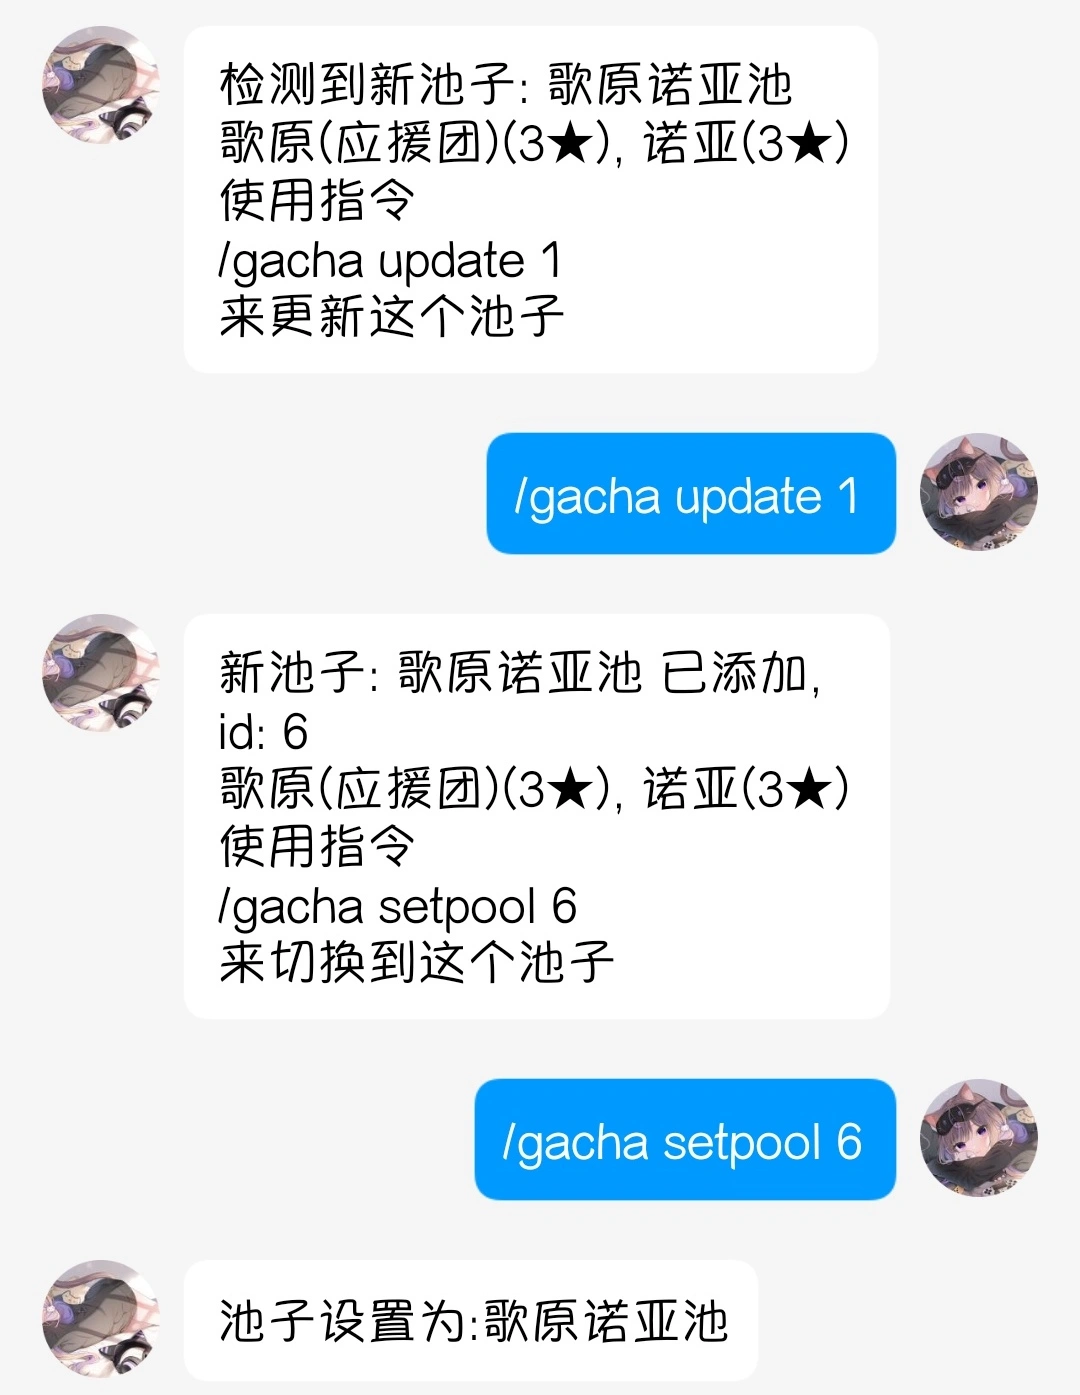 检测到新池子: 歌原诺亚池
歌原(应援团)(3★), 诺亚(3★)
使用指令
/gacha update 1
来更新这个池子
/gacha update 1
新池子: 歌原诺亚池 已添加,
id: 6
歌原(应援团)(3★), 诺亚(3★)
使用指令
/gacha setpool 6
来切换到这个池子
/gacha setpool 6
池子设置为:歌原诺亚池